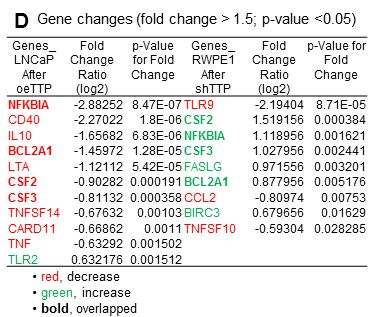 D Gene changes (fold change > 1.5; p-value <0.05)
Genes_ LNCaP After oeTTP Fold Change Ratio (log2) p-Value for Fold Change Genes_ RWPE1 After shTTP Fold Change Ratio (log2) p-Value for Fold Change
NFKBIA -2.88252 8.47E-07 TLR9 -2.19404 8.71E-05
CD40 -2.27022 1.8E-06 CSF2 1.519156 0.000384
IL10 -1.65682 6.83E-06 NFKBIA 1.118956 0.001621
BCL2A1 -1.45972 1.28E-05 CSF3 1.027956 0.002441
LTA -1.12112 5.42E-05 FASLG 0.971556 0.003201
CSF2 -0.90282 0.000191 BCL2A1 0.877956 0.005176
CSF3 -0.81132 0.000358 CCL2 -0.80974 0.00753
TNFSF14 -0.67632 0.00103 BIRC3 0.679656 0.01629
CARD11 -0.66862 0.0011 TNFSF10 -0.59304 0.028285
TNF -0.63292 0.001502
TLR2 0.632176 0.001512
• red, decrease
• green, increase
• bold, overlapped